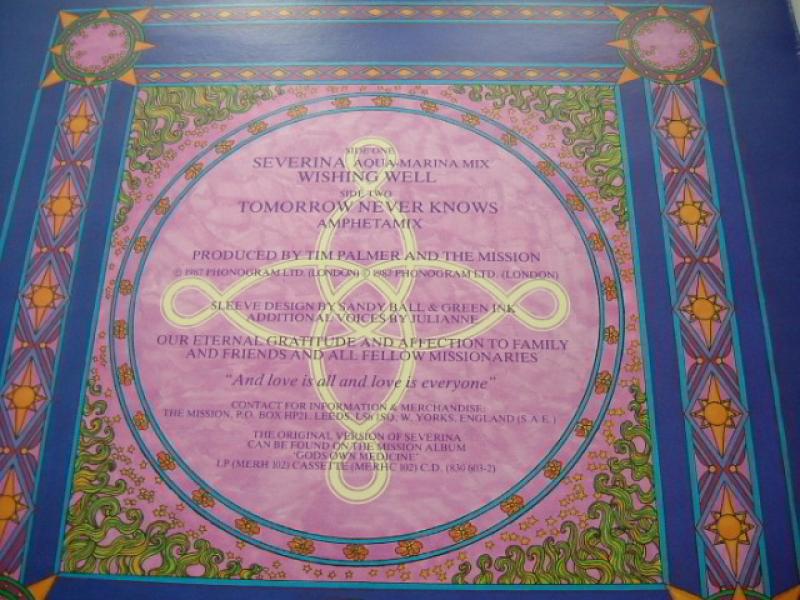 SIDE ONE
SEVERINA AQUA-MARINA MIX
WISHING WELL
SIDE TWO
TOMORROW NEVER KNOWS
AMPHETAMIX
PRODUCED BY TIM PALMER AND THE MISSION
Ⓟ 1987 PHONOGRAM LTD. (LONDON) © 1987 PHONOGRAM LTD. (LONDON)
SLEEVE DESIGN BY SANDY BALL & GREEN INK
ADDITIONAL VOICES BY JULIANNE
OUR ETERNAL GRATITUDE AND AFFECTION TO FAMILY
AND FRIENDS AND ALL FELLOW MISSIONARIES
"And love is all and love is everyone"
CONTACT FOR INFORMATION & MERCHANDISE:
THE MISSION, P.O. BOX HP21, LEEDS, W. YORKS, ENGLAND (S.A.E.)
THE ORIGINAL VERSION OF SEVERINA
CAN BE FOUND ON THE MISSION ALBUM
'GODS OWN MEDICINE'
LP (MERH 102) CASSETTE (MERHC 102) C.D. (830 603-2)